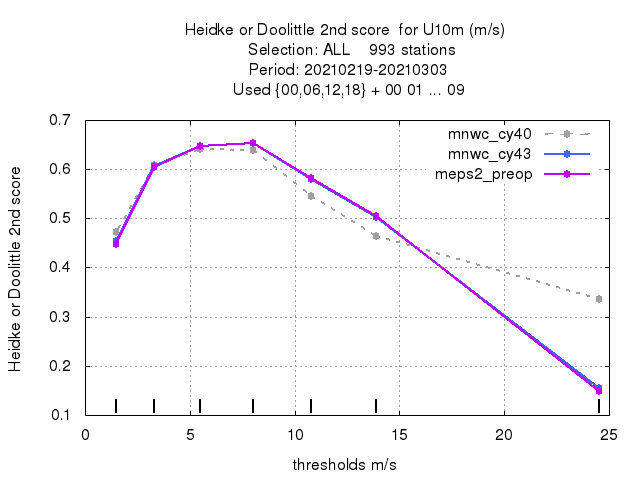 Heidke or Doolittle 2nd score  for U10m (m/s)
Selection: ALL    993 stations
Period: 20210219-20210303
Used {00,06,12,18} + 00 01 ... 09
mnwc_cy40
mnwc_cy43
meps2_preop
Heidke or Doolittle 2nd score
0.7
0.6
0.5
0.4
0.3
0.2
0.1
0 5 10 15 20 25
thresholds m/s